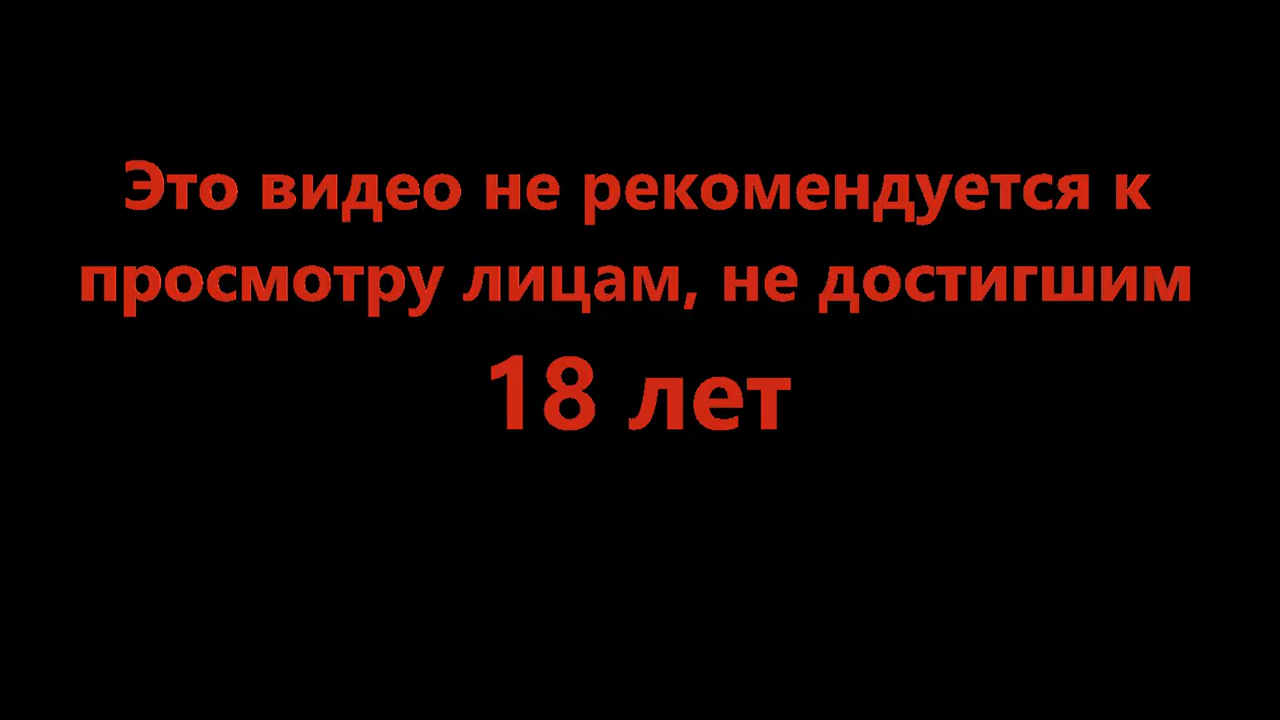 Это видео не рекомендуется к
просмотру лицам, не достигшим
18 лет